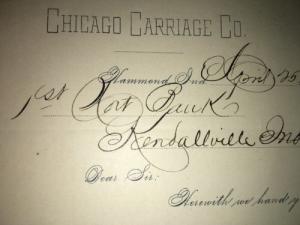 CHICAGO CARRIAGE CO.
Hammond Ind April 25
1st Nat Bank
Kendallville Ind
Dear Sir:
Herewith we hand y